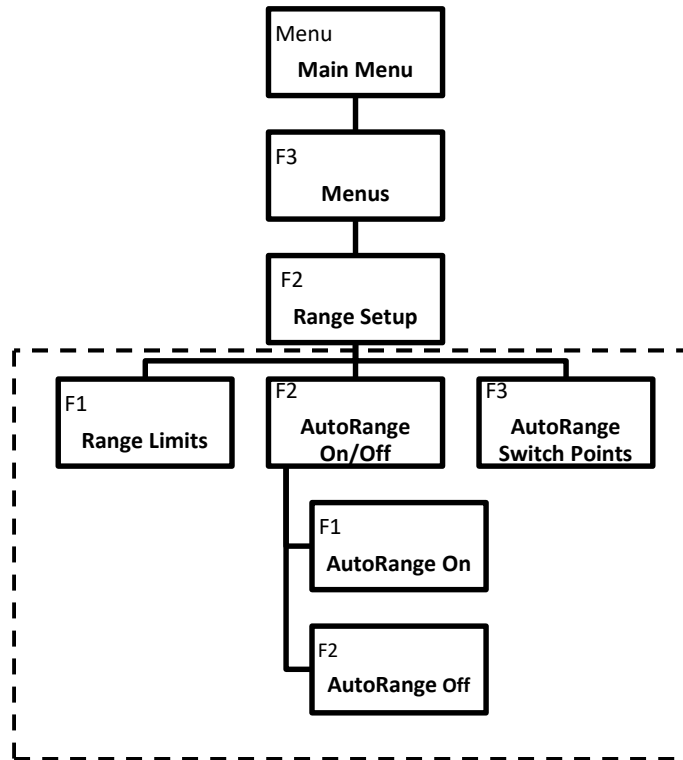 Menu
Main Menu
F3
Menus
F2
Range Setup
F1
Range Limits
F2
AutoRange
On/Off
F3
AutoRange
Switch Points
F1
AutoRange On
F2
AutoRange Off